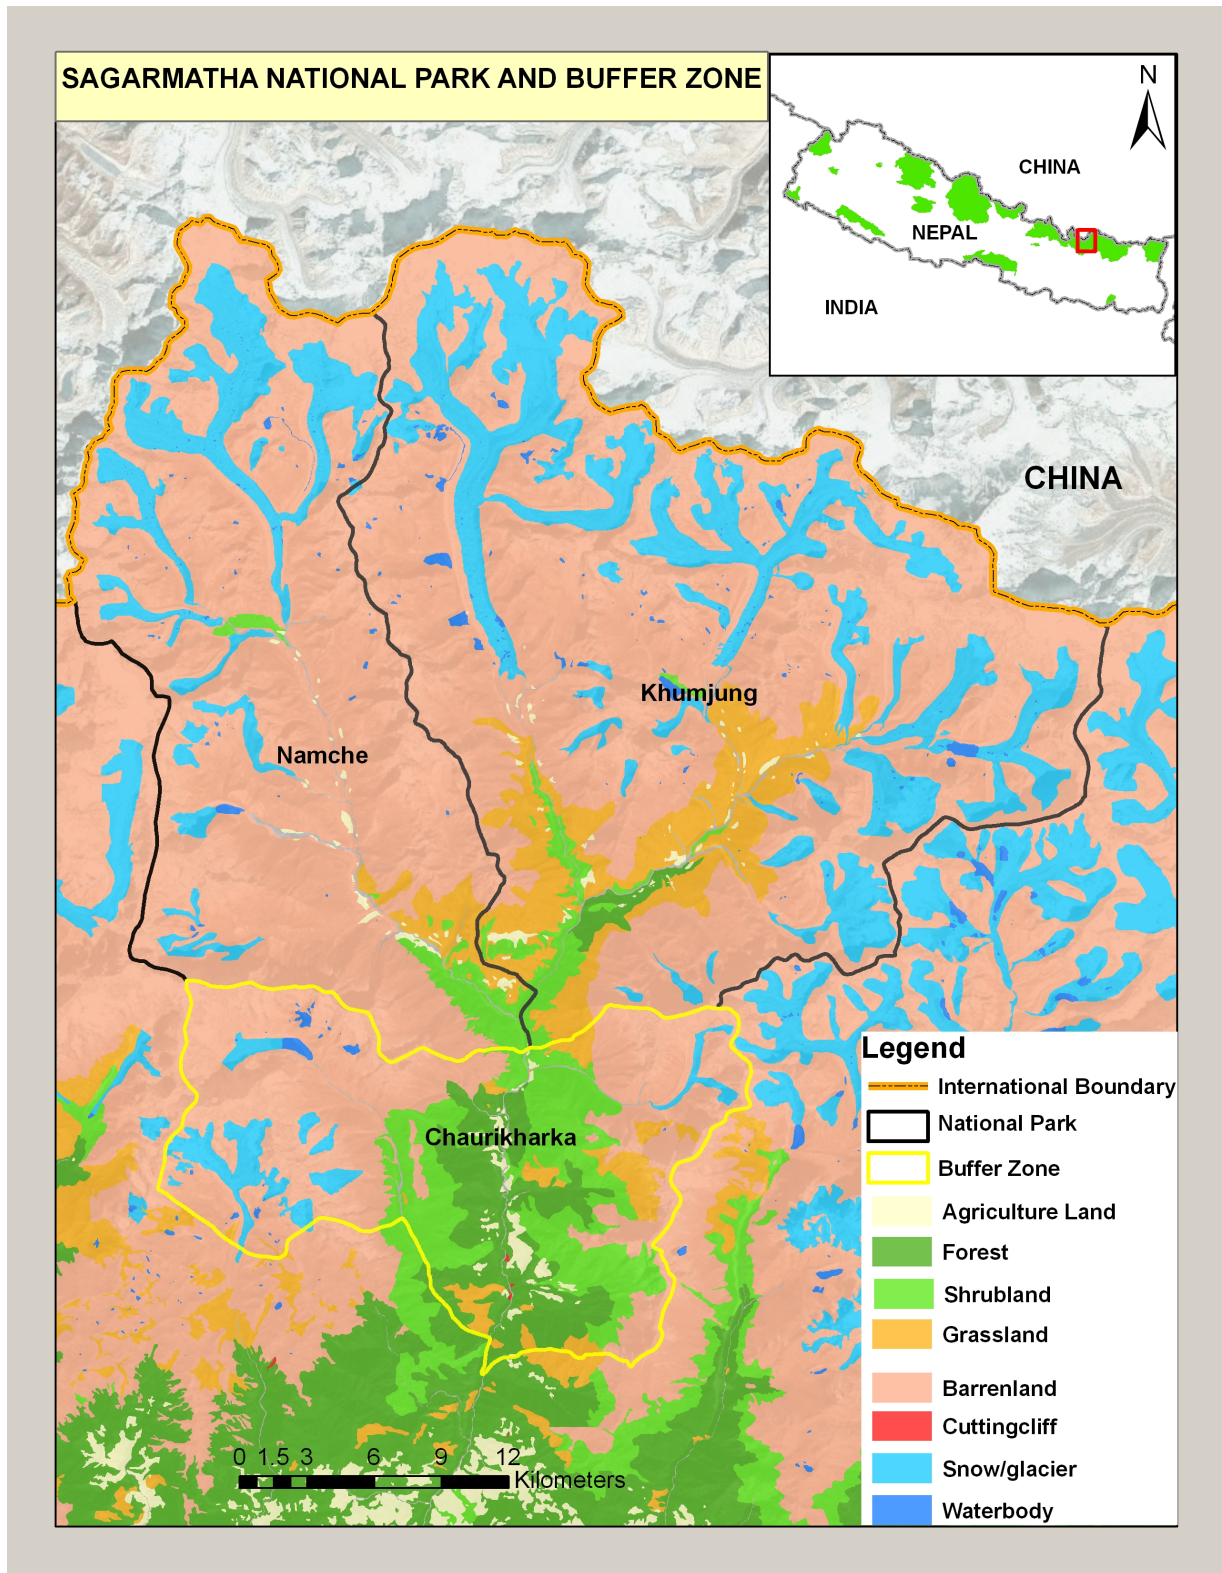 SAGARMATHA NATIONAL PARK AND BUFFER ZONE
N
CHINA
NEPAL
INDIA
CHINA
Khumjung
Namche
Chaurikharka
Legend
International Boundary
National Park
Buffer Zone
Agriculture Land
Forest
Shrubland
Grassland
Barrenland
Cuttingcliff
Snow/glacier
Waterbody
0 1.5 3 6 9 12
Kilometers